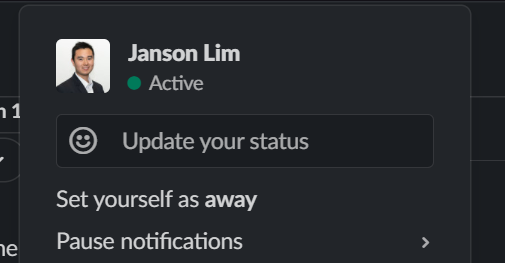 Janson Lim
Active
Update your status
Set yourself as away
Pause notifications